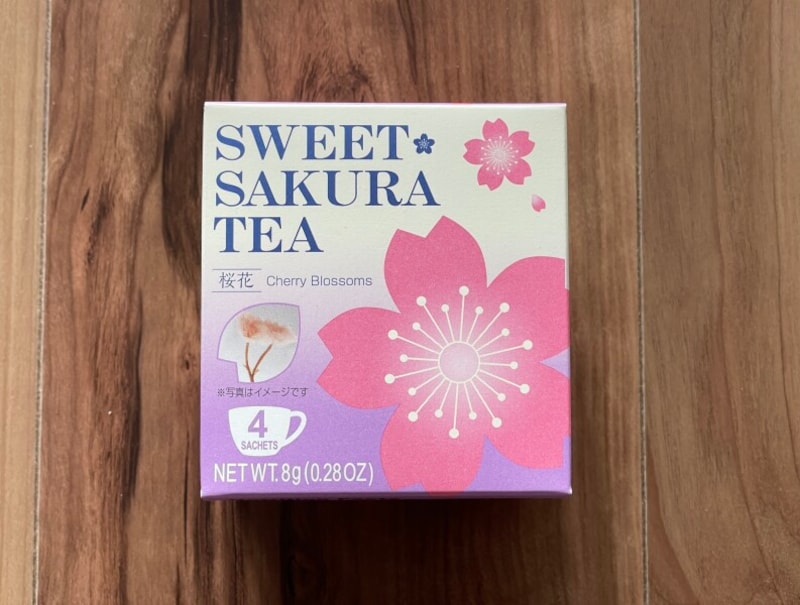 SWEET
SAKURA
TEA
桜花 Cherry Blossoms
※写真はイメージです
4
SACHETS
NET WT. 8g (0.28 OZ)